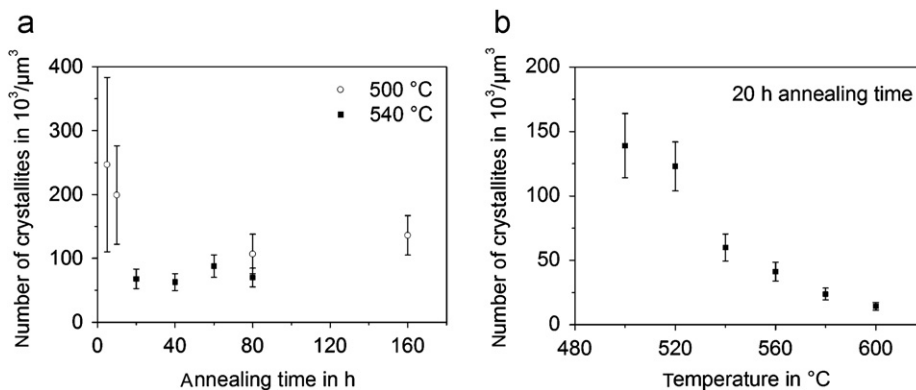 a
Number of crystallites in 10³/µm³
400
300
200
100
0
0 40 80 120 160
Annealing time in h
500 °C
540 °C
b
Number of crystallites in 10³/µm³
200
150
100
50
0
480 520 560 600
Temperature in °C
20 h annealing time